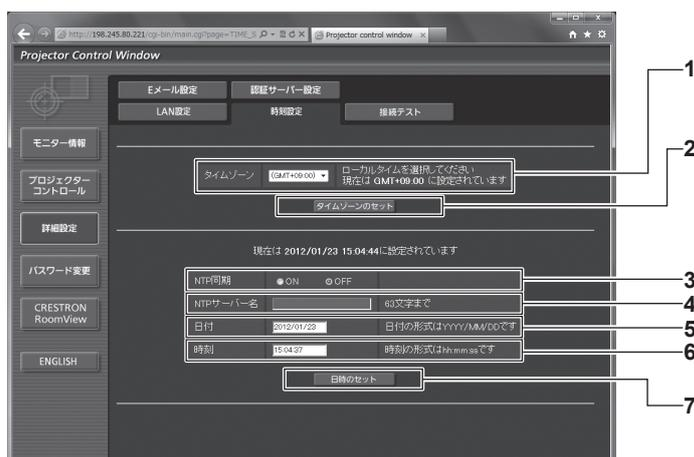 http://198.245.80.221/cgi-bin/main.cgi?page=TIME_S
Projector control window
Projector Control Window
Eメール設定
認証サーバー設定
LAN設定
時刻設定
接続テスト
モニター情報
プロジェクター
コントロール
詳細設定
パスワード変更
CRESTRON
RoomView
ENGLISH
タイムゾーン
(GMT+09:00)
ローカルタイムを選択してください
現在は GMT+09:00 に設定されています
タイムゾーンのセット
現在は 2012/01/23 15:04:44に設定されています
NTP同期 ON OFF
NTPサーバー名 63文字まで
日付 2012/01/23 日付の形式はYYYY/MM/DDです
時刻 15:04:37 時刻の形式はhh:mm:ssです
日時のセット
1
2
3
4
5
6
7